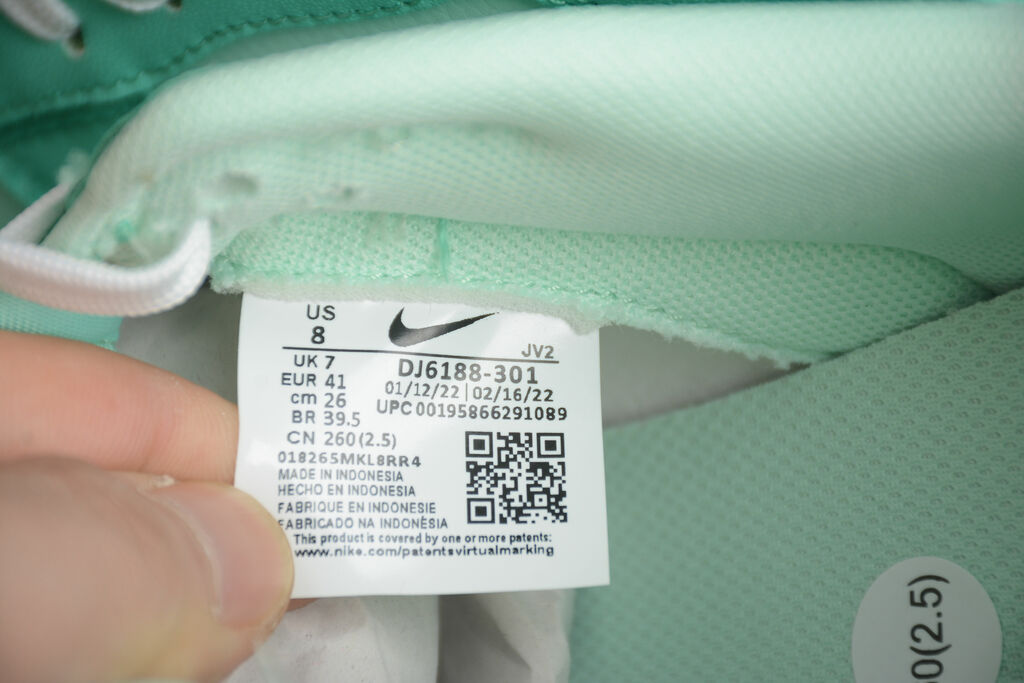 US
8
JV2
UK 7
EUR 41
cm 26
BR 39.5
CN 260(2.5)
DJ6188-301
01/12/22 | 02/16/22
UPC 00195866291089
018265MKL8RR4
MADE IN INDONESIA
HECHO EN INDONESIA
FABRIQUE EN INDONESIE
FABRICADO NA INDONÈSIA
This product is covered by one or more patents:
www.nike.com/patentsvirtualmarking
0(2.5)